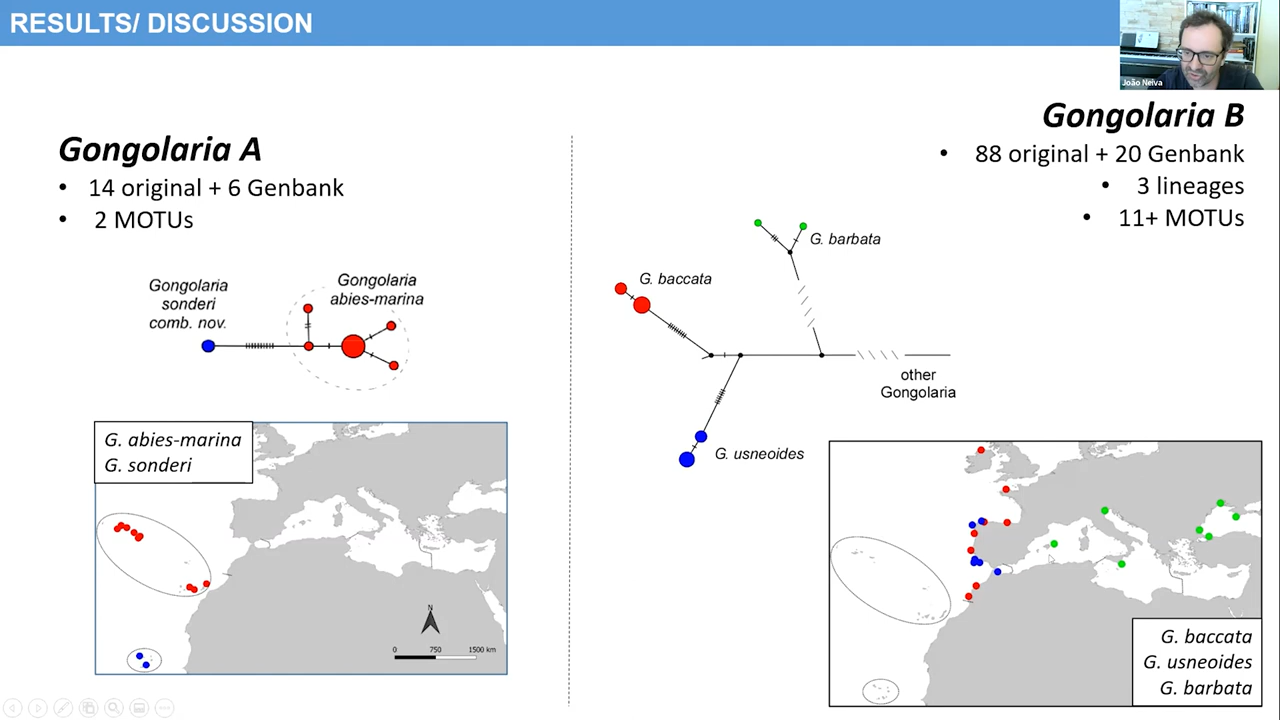 RESULTS/ DISCUSSION
João Neiva
Gongolaria A
• 14 original + 6 Genbank
• 2 MOTUs
Gongolaria
sonderi
comb. nov.
Gongolaria
abies-marina
G. abies-marina
G. sonderi
N
0 750 1500 km
Gongolaria B
• 88 original + 20 Genbank
• 3 lineages
• 11+ MOTUs
G. barbata
G. baccata
other
Gongolaria
G. usneoides
G. baccata
G. usneoides
G. barbata